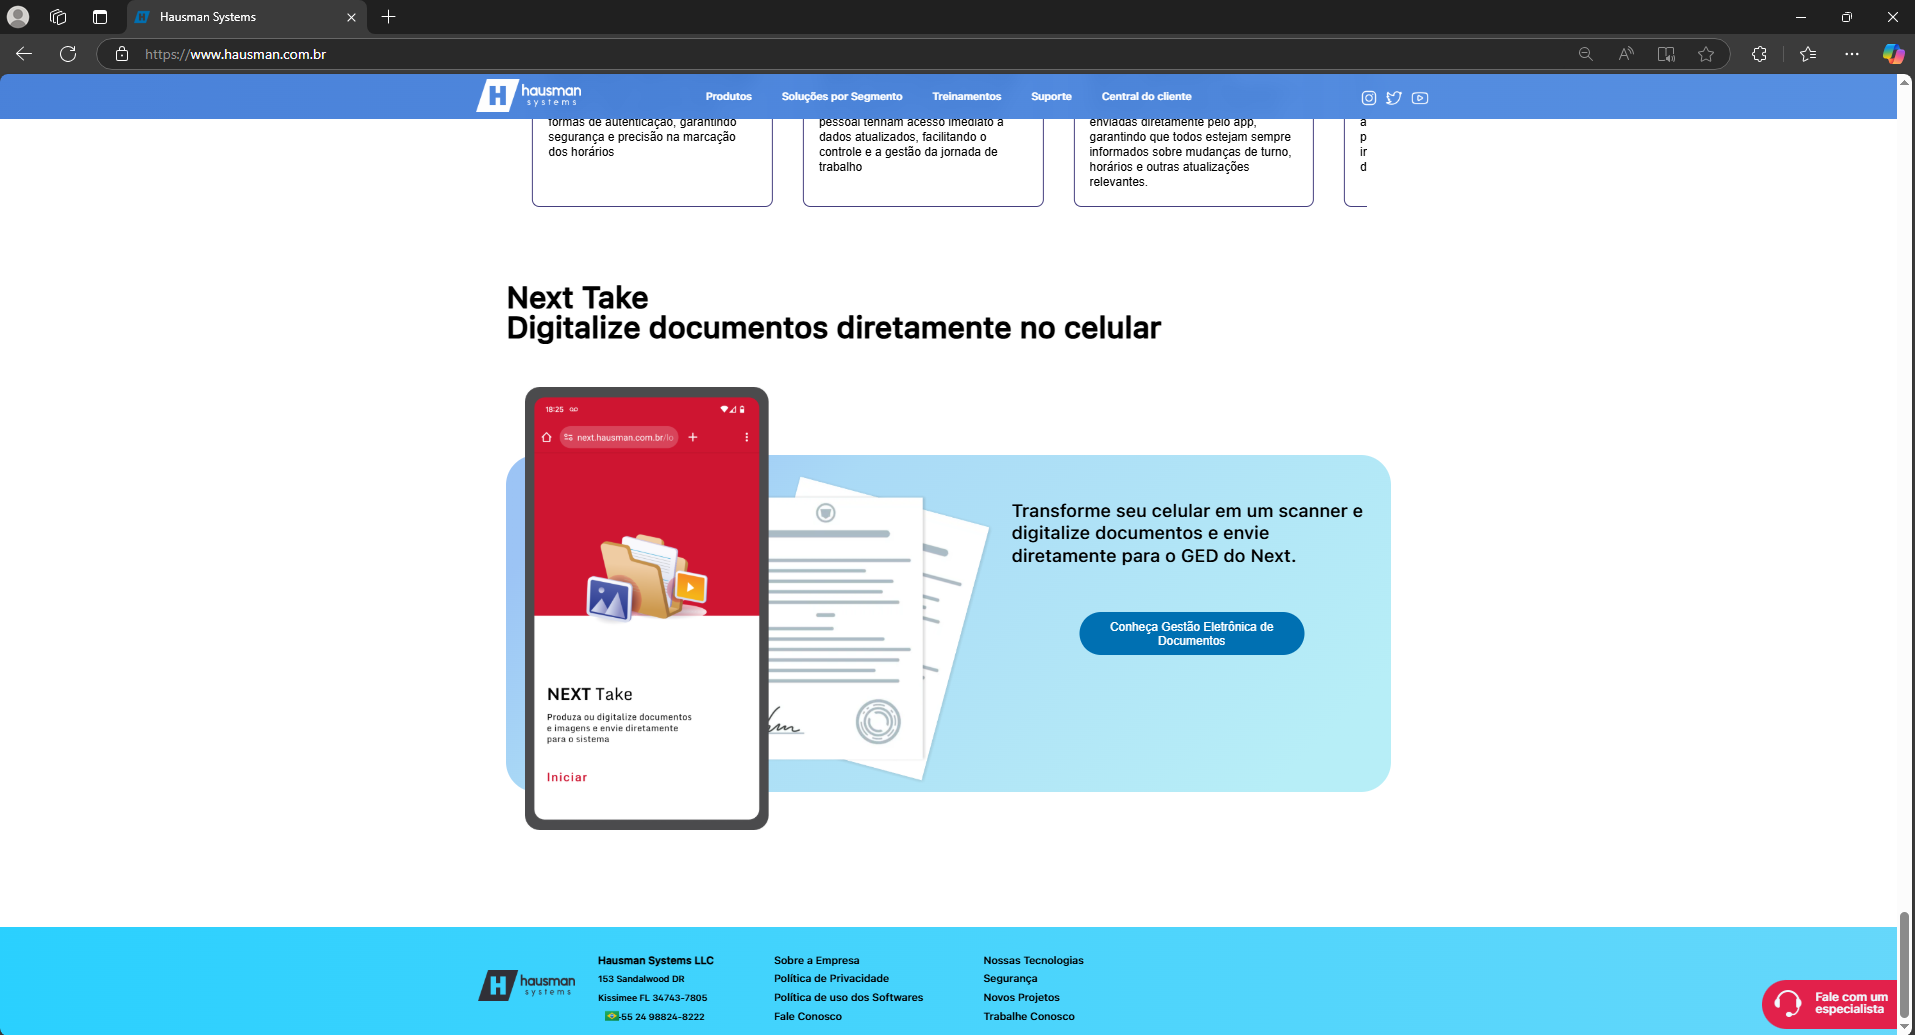 Hausman Systems
https://www.hausman.com.br
hausman
systems
Produtos
Soluções por Segmento
Treinamentos
Suporte
Central do cliente
formas de autenticação, garantindo
segurança e precisão na marcação
dos horários
pessoal tenham acesso imediato a
dados atualizados, facilitando o
controle e a gestão da jornada de
trabalho
enviadas diretamente pelo app,
garantindo que todos estejam sempre
informados sobre mudanças de turno,
horários e outras atualizações
relevantes.
a
p
ir
d
Next Take
Digitalize documentos diretamente no celular
18:25
next.hausman.com.br/lo
NEXT Take
Produza ou digitalize documentos
e imagens e envie diretamente
para o sistema
Iniciar
Transforme seu celular em um scanner e
digitalize documentos e envie
diretamente para o GED do Next.
Conheça Gestão Eletrônica de
Documentos
hausman
systems
Hausman Systems LLC
153 Sandalwood DR
Kissimee FL 34743-7805
55 24 98824-8222
Sobre a Empresa
Política de Privacidade
Política de uso dos Softwares
Fale Conosco
Nossas Tecnologias
Segurança
Novos Projetos
Trabalhe Conosco
Fale com um
especialista